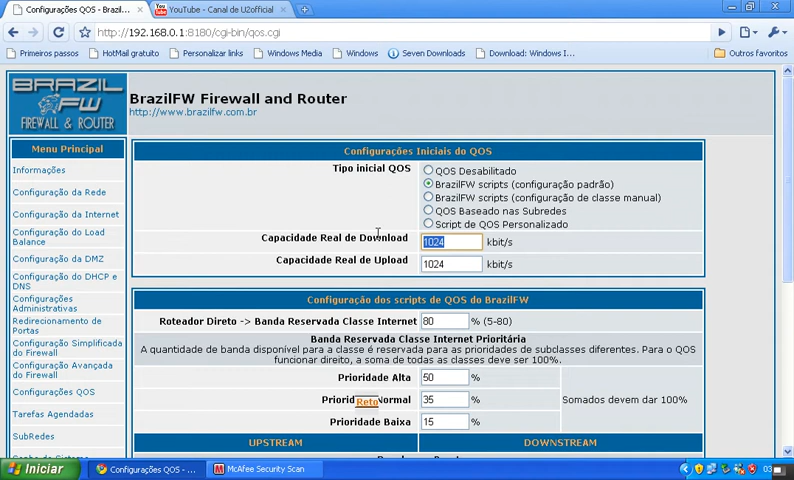 Configurações QOS - Brazil...
YouTube - Canal de U2official
http://192.168.0.1:8180/cgi-bin/qos.cgi
Primeiros passos
HotMail gratuito
Personalizar links
Windows Media
Windows
Seven Downloads
Download: Windows I...
Outros favoritos
BRAZIL
FW
FIREWALL & ROUTER
BrazilFW Firewall and Router
http://www.brazilfw.com.br
Menu Principal
Informações
Configuração da Rede
Configuração da Internet
Configuração do Load
Balance
Configuração da DMZ
Configuração do DHCP e
DNS
Configurações
Administrativas
Redirecionamento de
Portas
Configuração Simplificada
do Firewall
Configuração Avançada
do Firewall
Configurações QOS
Tarefas Agendadas
SubRedes
Configurações Iniciais do QOS
Tipo inicial QOS
QOS Desabilitado
BrazilFW scripts (configuração padrão)
BrazilFW scripts (configuração de classe manual)
QOS Baseado nas Subredes
Script de QOS Personalizado
Capacidade Real de Download 1024 kbit/s
Capacidade Real de Upload 1024 kbit/s
Configuração dos scripts de QOS do BrazilFW
Roteador Direto -> Banda Reservada Classe Internet 80 % (5-80)
Banda Reservada Classe Internet Prioritária
A quantidade de banda disponível para a classe é reservada para as prioridades de subclasses diferentes. Para o QOS
funcionar direito, a soma de todas as classes deve ser 100%.
Prioridade Alta 50 %
Reto
Normal 35 % Somados devem dar 100%
Prioridade Baixa 15 %
UPSTREAM DOWNSTREAM
Iniciar
Configurações QOS - ...
McAfee Security Scan